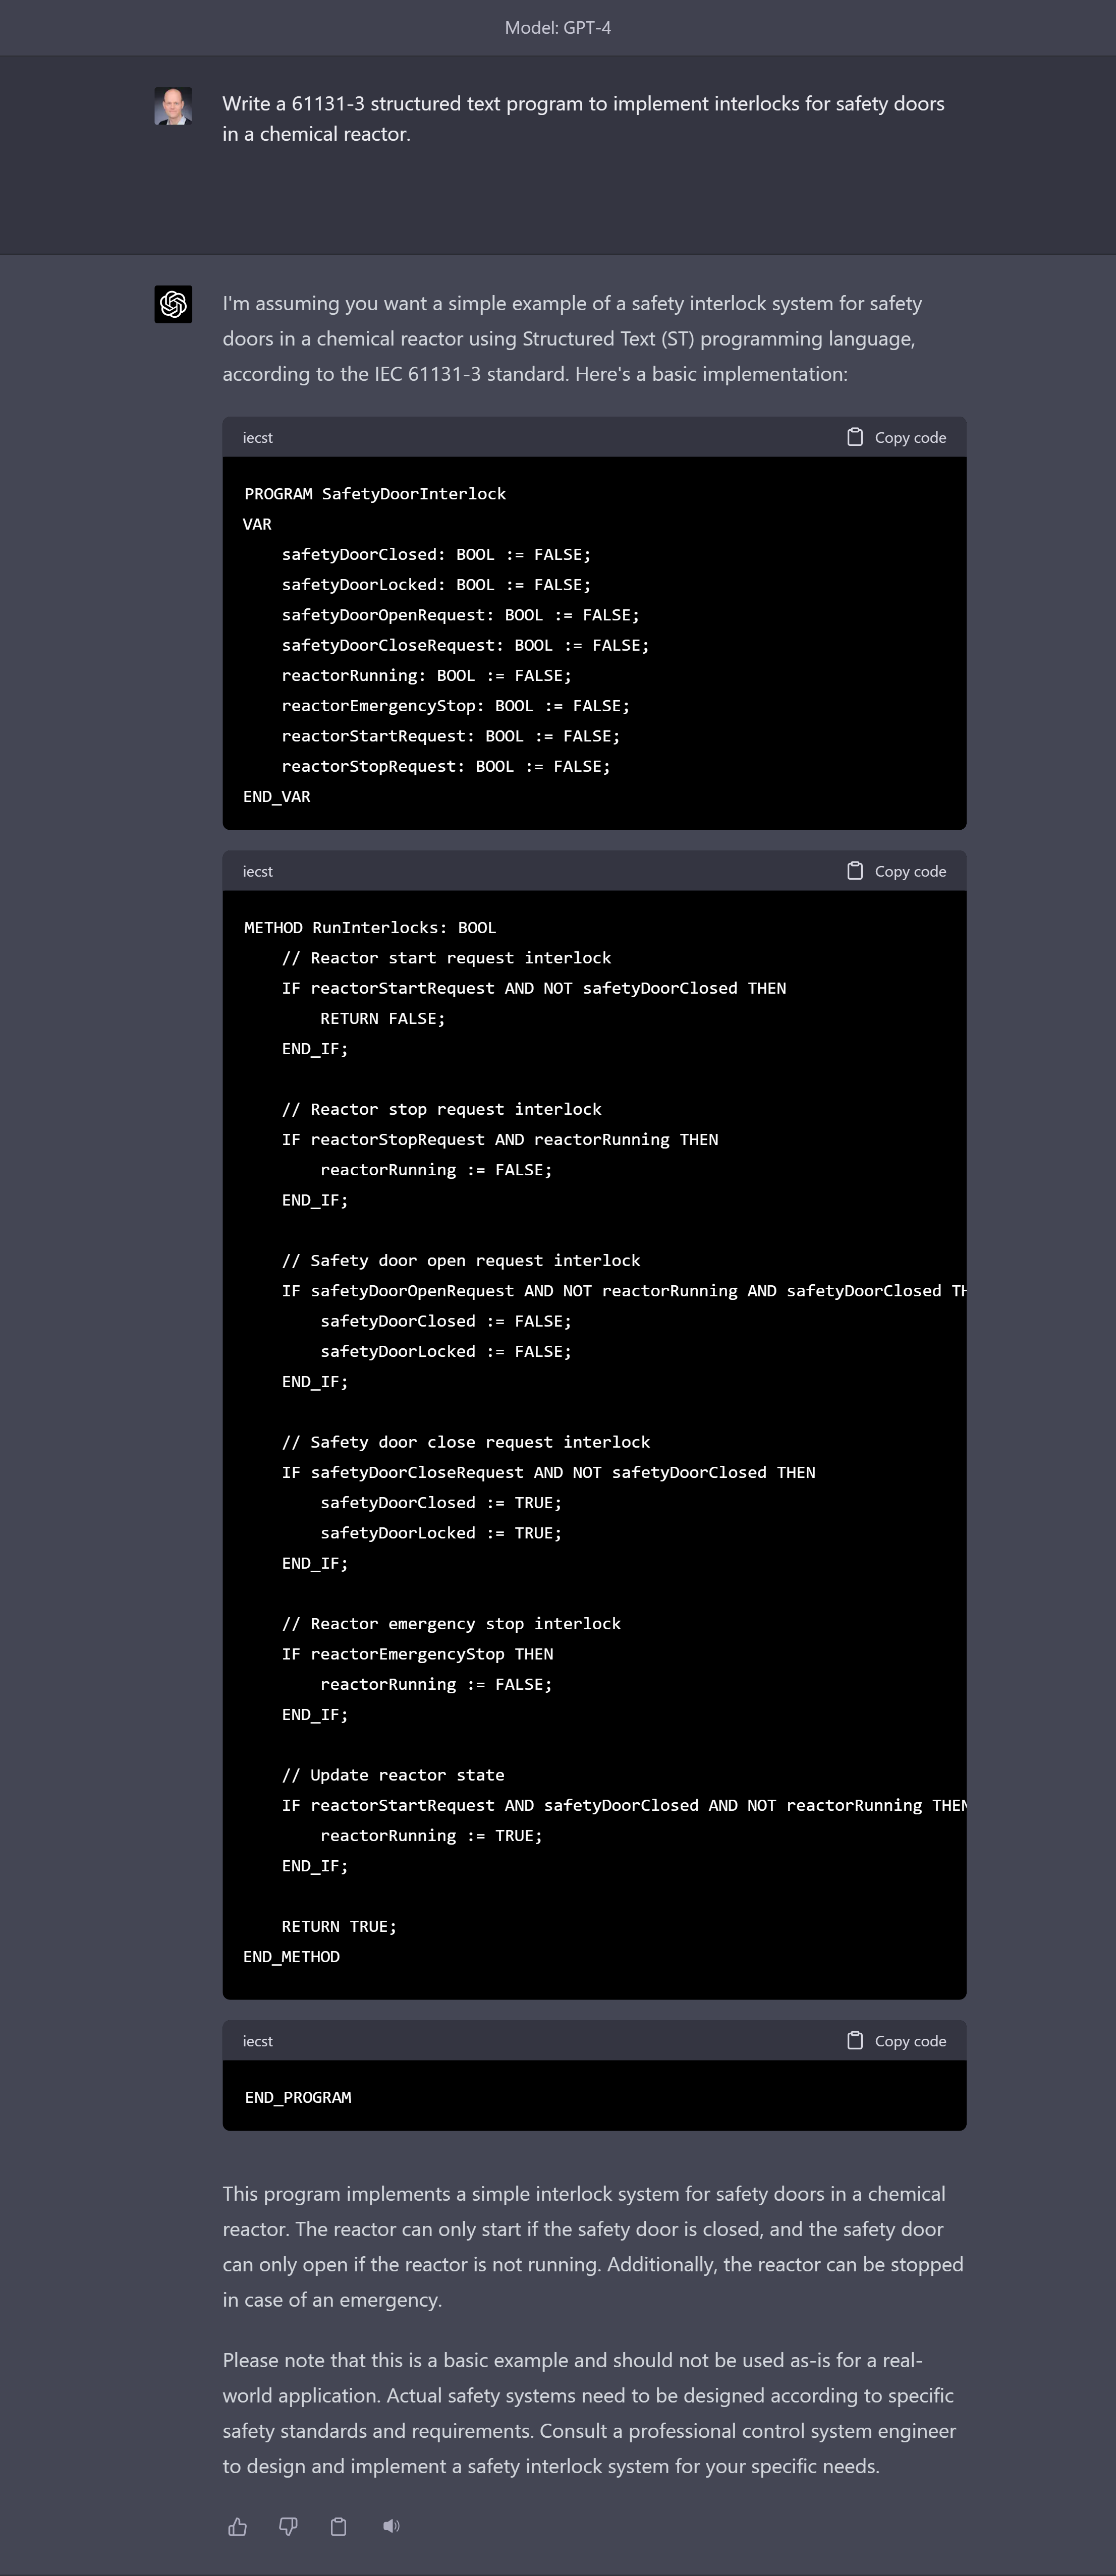 Model: GPT-4
Write a 61131-3 structured text program to implement interlocks for safety doors
in a chemical reactor.
I'm assuming you want a simple example of a safety interlock system for safety
doors in a chemical reactor using Structured Text (ST) programming language,
according to the IEC 61131-3 standard. Here's a basic implementation:
iecst Copy code
PROGRAM SafetyDoorInterlock
VAR
    safetyDoorClosed: BOOL := FALSE;
    safetyDoorLocked: BOOL := FALSE;
    safetyDoorOpenRequest: BOOL := FALSE;
    safetyDoorCloseRequest: BOOL := FALSE;
    reactorRunning: BOOL := FALSE;
    reactorEmergencyStop: BOOL := FALSE;
    reactorStartRequest: BOOL := FALSE;
    reactorStopRequest: BOOL := FALSE;
END_VAR
iecst Copy code
METHOD RunInterlocks: BOOL
    // Reactor start request interlock
    IF reactorStartRequest AND NOT safetyDoorClosed THEN
        RETURN FALSE;
    END_IF;
    // Reactor stop request interlock
    IF reactorStopRequest AND reactorRunning THEN
        reactorRunning := FALSE;
    END_IF;
    // Safety door open request interlock
    IF safetyDoorOpenRequest AND NOT reactorRunning AND safetyDoorClosed TH
        safetyDoorClosed := FALSE;
        safetyDoorLocked := FALSE;
    END_IF;
    // Safety door close request interlock
    IF safetyDoorCloseRequest AND NOT safetyDoorClosed THEN
        safetyDoorClosed := TRUE;
        safetyDoorLocked := TRUE;
    END_IF;
    // Reactor emergency stop interlock
    IF reactorEmergencyStop THEN
        reactorRunning := FALSE;
    END_IF;
    // Update reactor state
    IF reactorStartRequest AND safetyDoorClosed AND NOT reactorRunning THEN
        reactorRunning := TRUE;
    END_IF;
    RETURN TRUE;
END_METHOD
iecst Copy code
END_PROGRAM
This program implements a simple interlock system for safety doors in a chemical
reactor. The reactor can only start if the safety door is closed, and the safety door
can only open if the reactor is not running. Additionally, the reactor can be stopped
in case of an emergency.
Please note that this is a basic example and should not be used as-is for a real-
world application. Actual safety systems need to be designed according to specific
safety standards and requirements. Consult a professional control system engineer
to design and implement a safety interlock system for your specific needs.